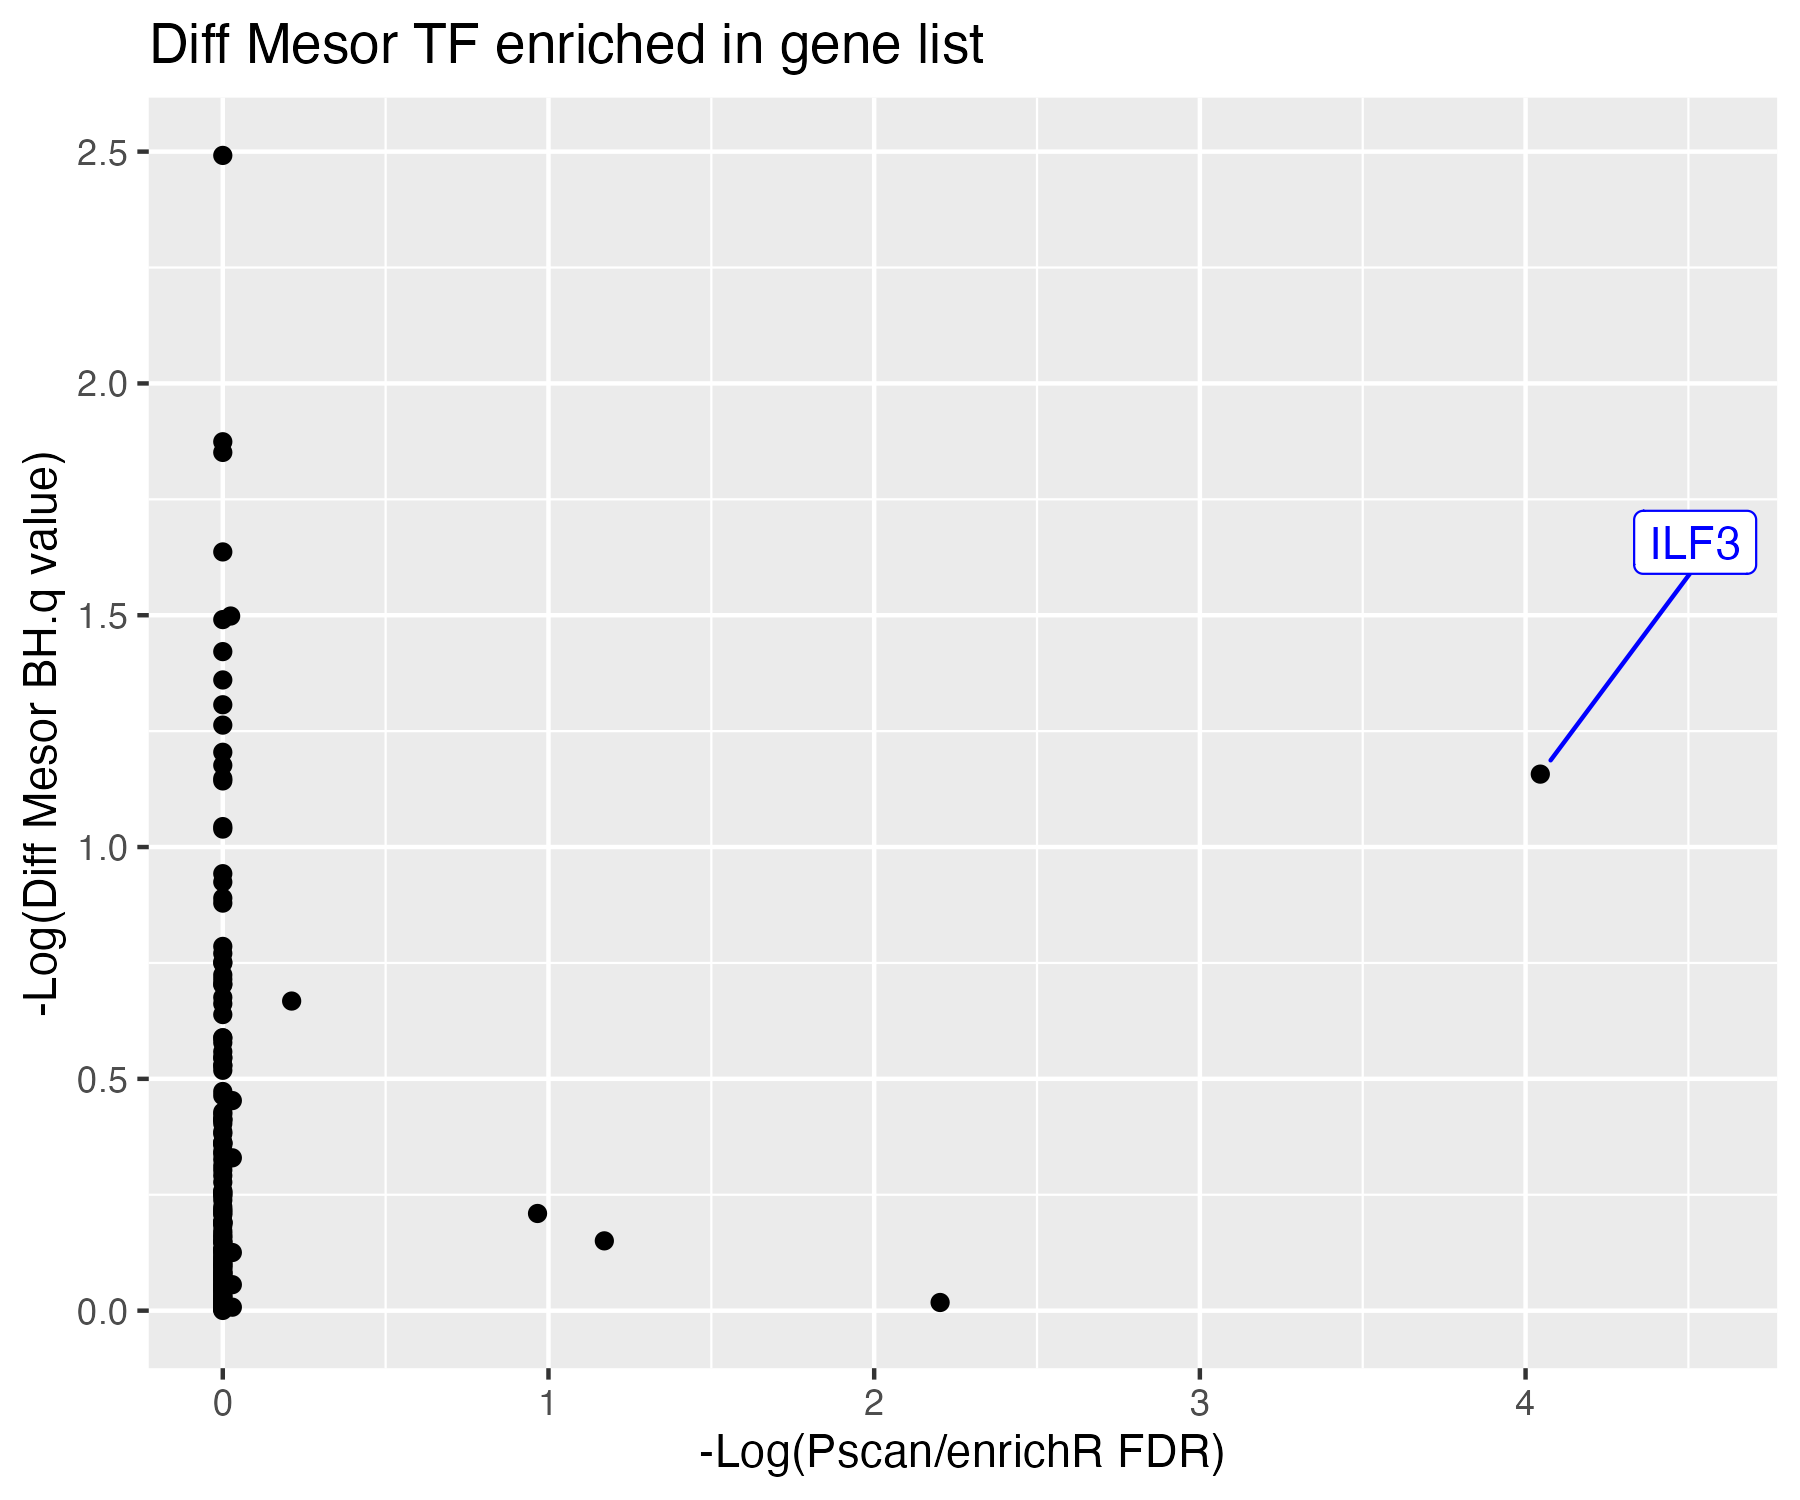 Diff Mesor TF enriched in gene list
-Log(Diff Mesor BH.q value)
2.5
2.0
1.5
1.0
0.5
0.0
ILF3
0 1 2 3 4
-Log(Pscan/enrichR FDR)